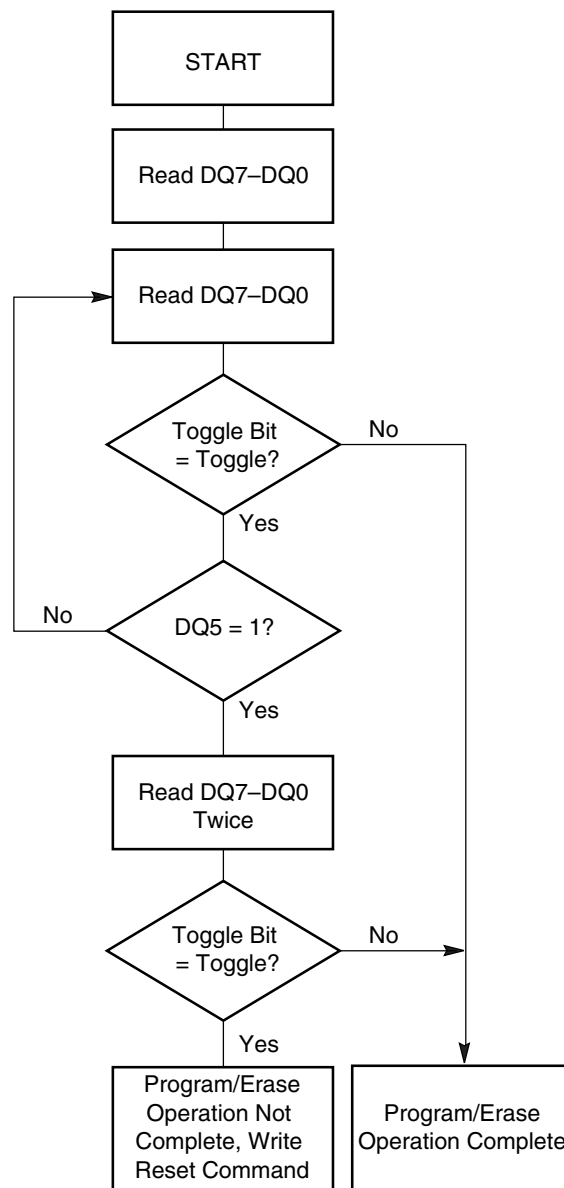 START
Read DQ7–DQ0
Read DQ7–DQ0
Toggle Bit
= Toggle?
No
Yes
No
DQ5 = 1?
Yes
Read DQ7–DQ0
Twice
Toggle Bit
= Toggle?
No
Yes
Program/Erase
Operation Not
Complete, Write
Reset Command
Program/Erase
Operation Complete